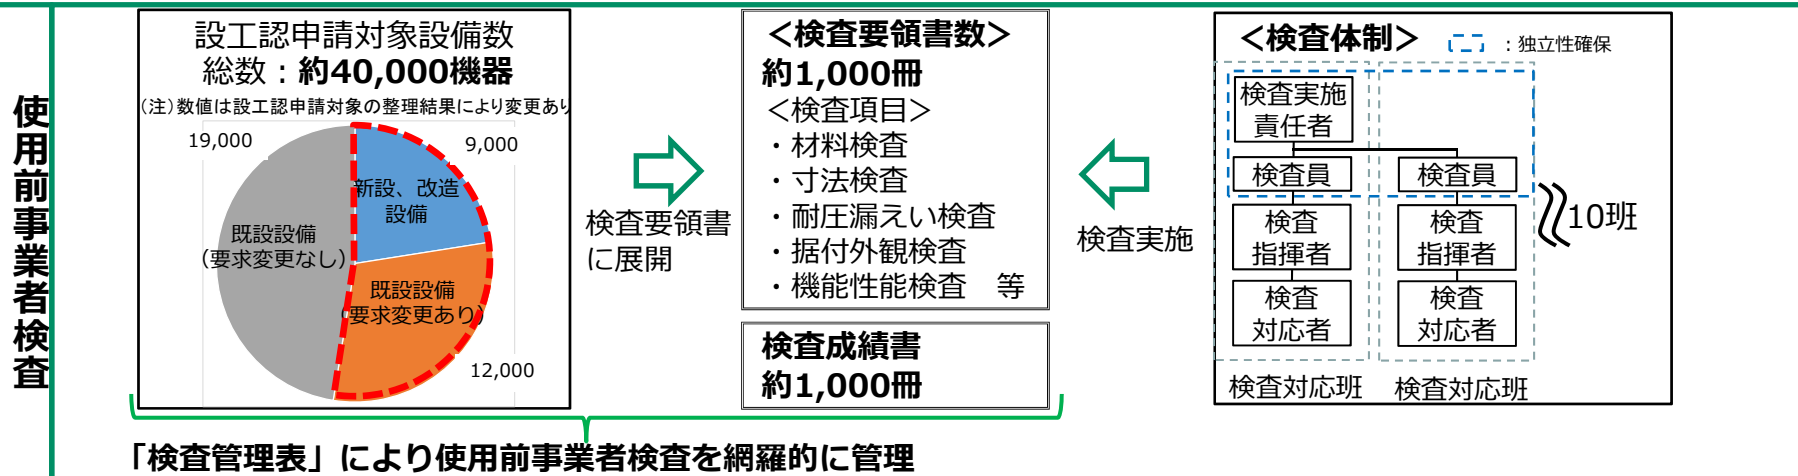 使用前事業者検査
設工認申請対象設備数
総数：約40,000機器
（注）数値は設工認申請対象の整理結果により変更あり
19,000
9,000
新設、改造
設備
既設設備
（要求変更なし）
既設設備
（要求変更あり）
12,000
検査要領書
に展開
＜検査要領書数＞
約1,000冊
＜検査項目＞
・材料検査
・寸法検査
・耐圧漏えい検査
・据付外観検査
・機能性能検査　等
検査成績書
約1,000冊
検査実施
＜検査体制＞
：独立性確保
検査実施
責任者
検査員
検査員
検査
指揮者
検査
指揮者
10班
検査
対応者
検査
対応者
検査対応班
検査対応班
「検査管理表」により使用前事業者検査を網羅的に管理